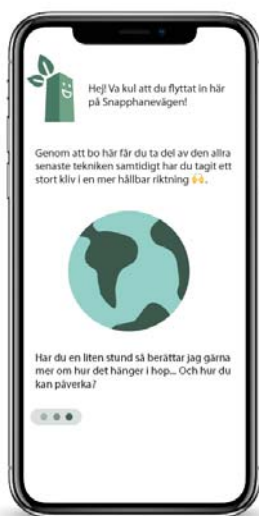 Hej! Va kul att du flyttat in här
på Snapphanevägen!
Genom att bo här får du ta del av den allra
senaste tekniken samtidigt har du tagit ett
stort kliv i en mer hållbar riktning 🙌.
Har du en liten stund så berättar jag gärna
mer om hur det hänger i hop... Och hur du
kan påverka?